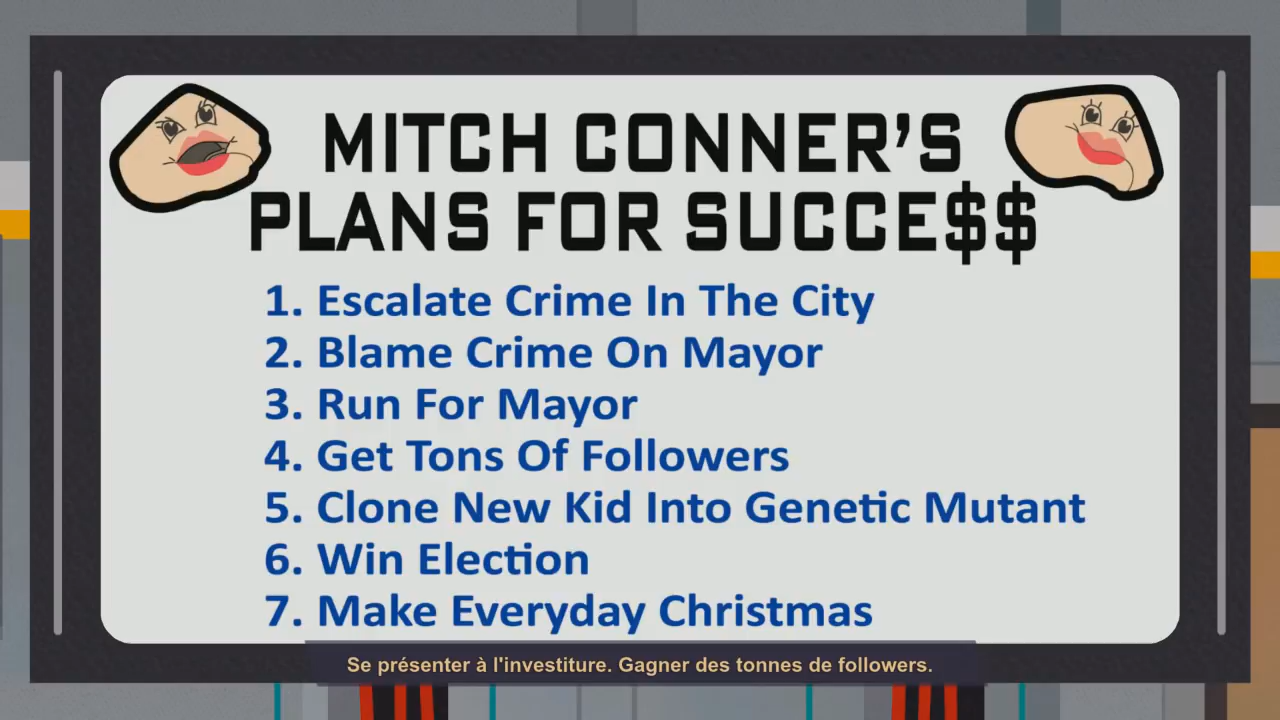 MITCH CONNER’S
PLANS FOR SUCCE$$
1. Escalate Crime In The City
2. Blame Crime On Mayor
3. Run For Mayor
4. Get Tons Of Followers
5. Clone New Kid Into Genetic Mutant
6. Win Election
7. Make Everyday Christmas
Se présenter à l'investiture. Gagner des tonnes de followers.